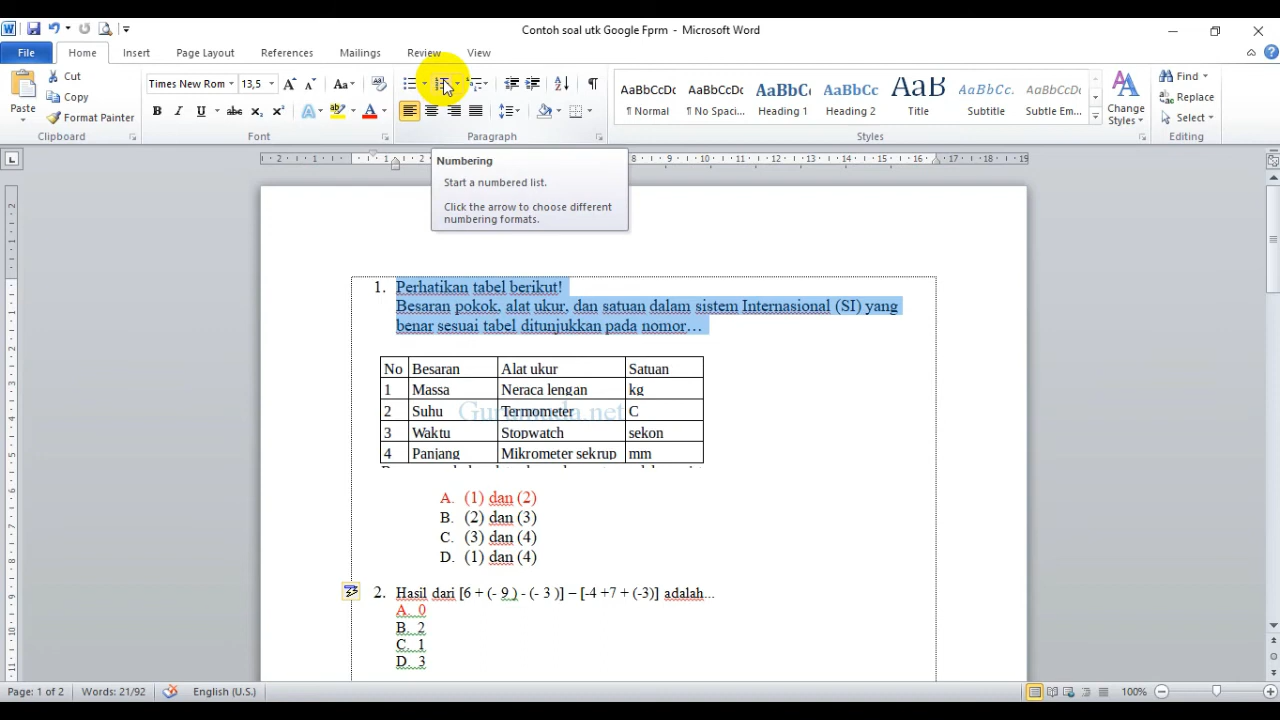 Contoh soal utk Google Fprm - Microsoft Word
File Home Insert Page Layout References Mailings Review View
Paste
Cut
Copy
Format Painter
Clipboard
Times New Rom 13,5
Font
Paragraph
AaBbCcDc AaBbCcDc AaBbC AaBbCc AaB AaBbCc. AaBbCcDc
¶ Normal ¶ No Spaci... Heading 1 Heading 2 Title Subtitle Subtle Em...
Change Styles
Styles
Find
Replace
Select
Editing
Numbering
Start a numbered list.
Click the arrow to choose different
numbering formats.
1. Perhatikan tabel berikut!
Besaran pokok, alat ukur, dan satuan dalam sistem Internasional (SI) yang
benar sesuai tabel ditunjukkan pada nomor…
No Besaran Alat ukur Satuan
1 Massa Neraca lengan kg
2 Suhu Termometer C
3 Waktu Stopwatch sekon
4 Panjang Mikrometer sekrup mm
A. (1) dan (2)
B. (2) dan (3)
C. (3) dan (4)
D. (1) dan (4)
2. Hasil dari [6 + (- 9 ) - (- 3 )] – [-4 +7 + (-3)] adalah...
A. 0
B. 2
C. 1
D. 3
Page: 1 of 2 Words: 21/92 English (U.S.) 100%